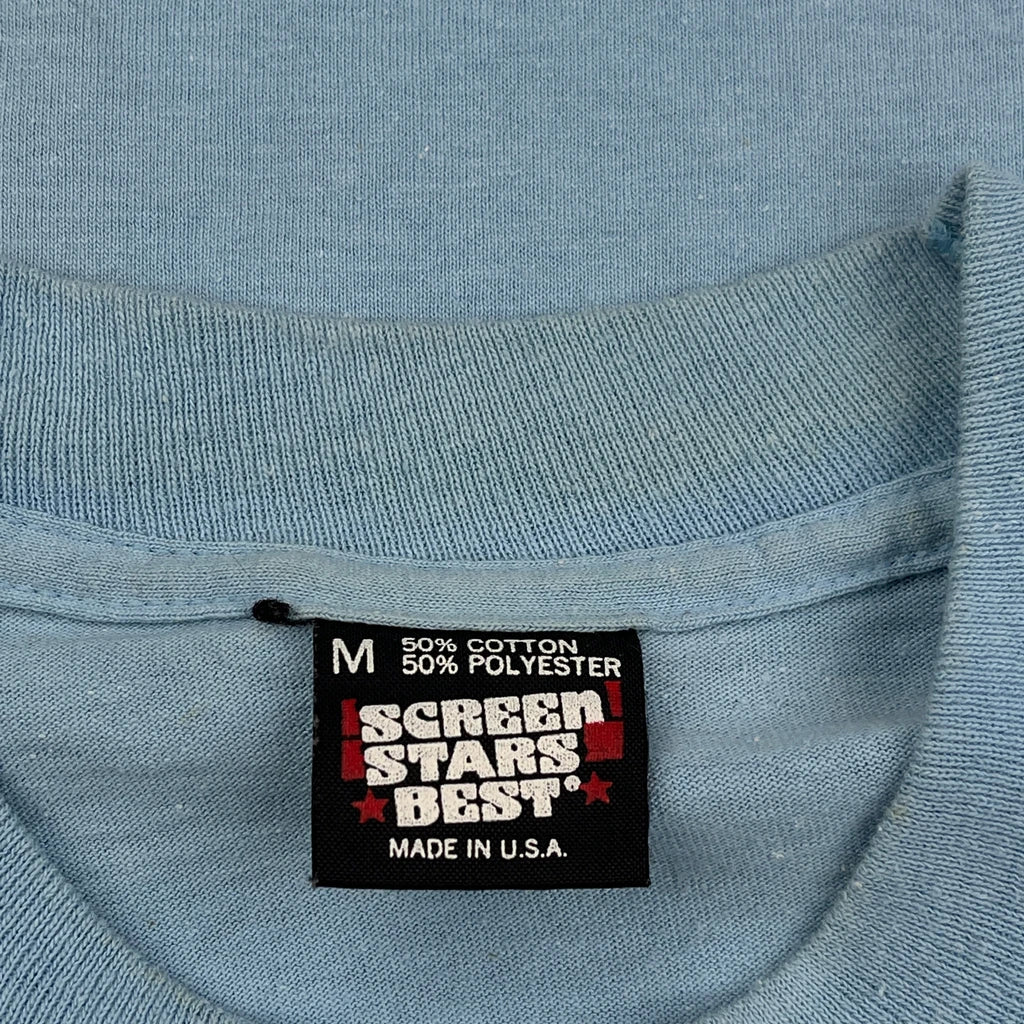 M 50% COTTON
50% POLYESTER
SCREEN
STARS
BEST®
MADE IN U.S.A.